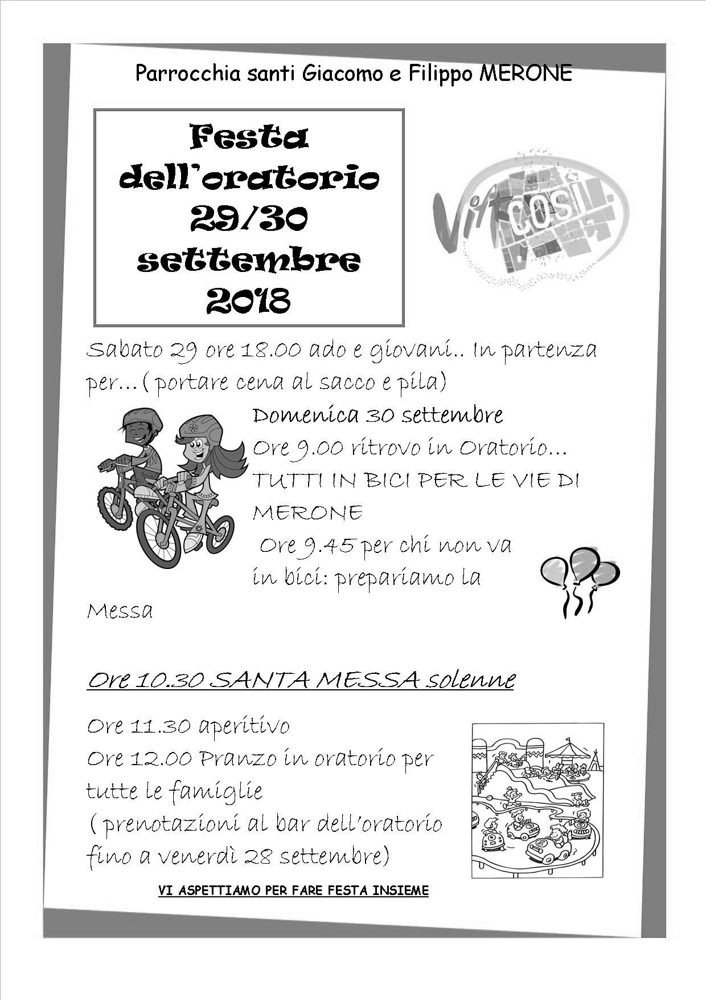 Parrocchia santi Giacomo e Filippo MERONE
Festa
dell'oratorio
29/30
settembre
2018
Via COSÌ
Sabato 29 ore 18.00 ado e giovani.. In partenza
per...( portare cena al sacco e pila)
Domenica 30 settembre
Ore 9.00 ritrovo in Oratorio...
TUTTI IN BICI PER LE VIE DI
MERONE
Ore 9.45 per chi non va
in bici: prepariamo la
Messa
Ore 10.30 SANTA MESSA solenne
Ore 11.30 aperitivo
Ore 12.00 Pranzo in oratorio per
tutte le famiglie
( prenotazioni al bar dell'oratorio
fino a venerdì 28 settembre)
VI ASPETTIAMO PER FARE FESTA INSIEME